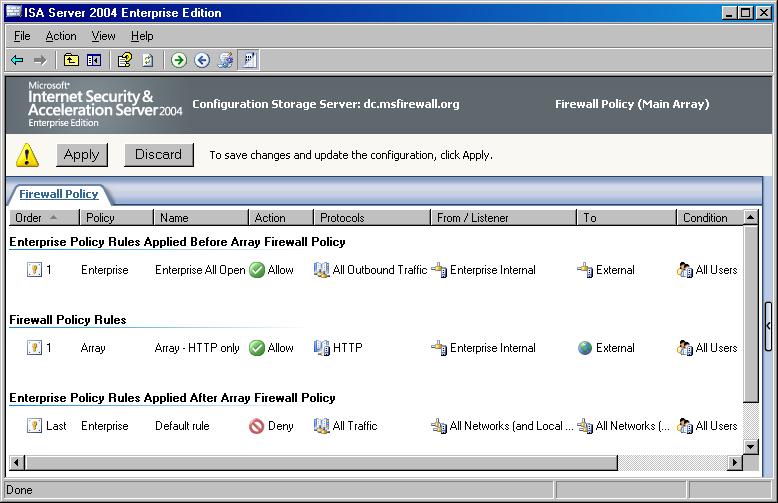 ISA Server 2004 Enterprise Edition
File Action View Help
Microsoft®
Internet Security &
Acceleration Server 2004
Enterprise Edition
Configuration Storage Server: dc.msfirewall.org
Firewall Policy (Main Array)
Apply Discard To save changes and update the configuration, click Apply.
Firewall Policy
Order Policy Name Action Protocols From / Listener To Condition
Enterprise Policy Rules Applied Before Array Firewall Policy
1 Enterprise Enterprise All Open Allow All Outbound Traffic Enterprise Internal External All Users
Firewall Policy Rules
1 Array Array - HTTP only Allow HTTP Enterprise Internal External All Users
Enterprise Policy Rules Applied After Array Firewall Policy
Last Enterprise Default rule Deny All Traffic All Networks (and Local ... All Networks (... All Users
Done